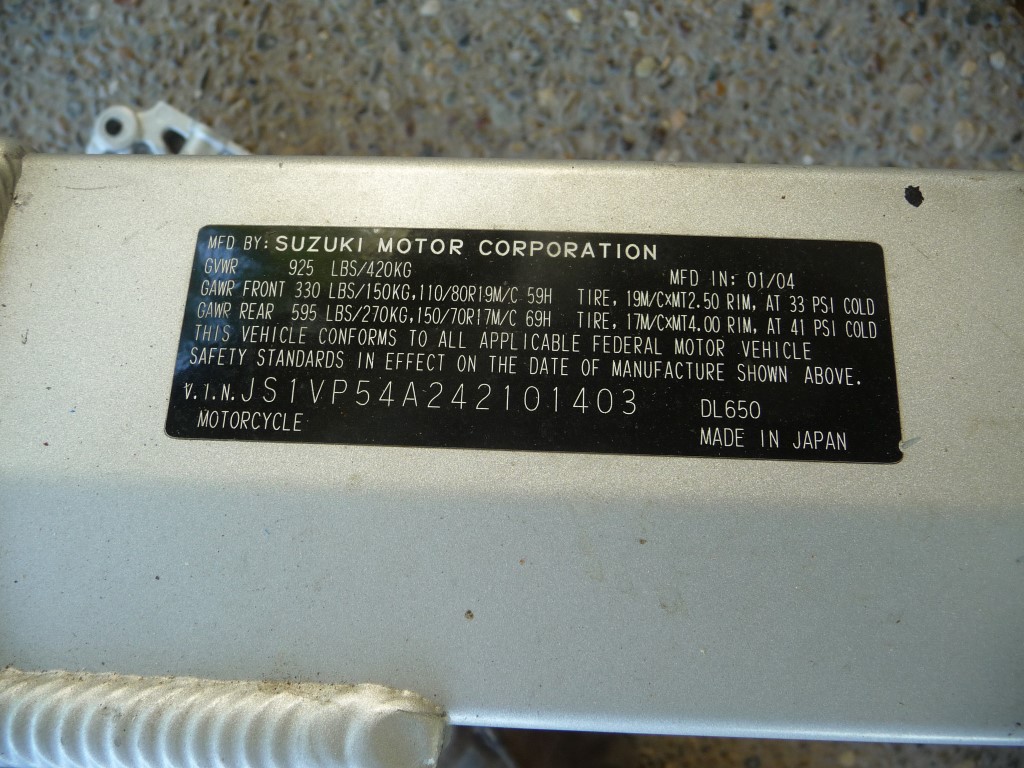 MFD BY: SUZUKI MOTOR CORPORATION
GVWR 925 LBS/420KG MFD IN: 01/04
GAWR FRONT 330 LBS/150KG,110/80R19M/C 59H TIRE, 19M/CxMT2.50 RIM, AT 33 PSI COLD
GAWR REAR 595 LBS/270KG,150/70R17M/C 69H TIRE, 17M/CxMT4.00 RIM, AT 41 PSI COLD
THIS VEHICLE CONFORMS TO ALL APPLICABLE FEDERAL MOTOR VEHICLE
SAFETY STANDARDS IN EFFECT ON THE DATE OF MANUFACTURE SHOWN ABOVE.
V.I.N.JS1VP54A242101403 DL650
MOTORCYCLE MADE IN JAPAN